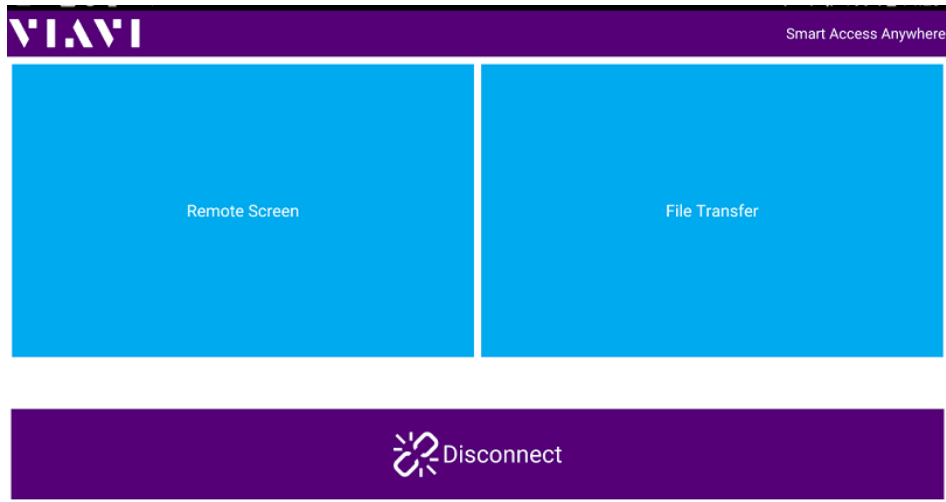 VIAVI
Smart Access Anywhere
Remote Screen
File Transfer
Disconnect